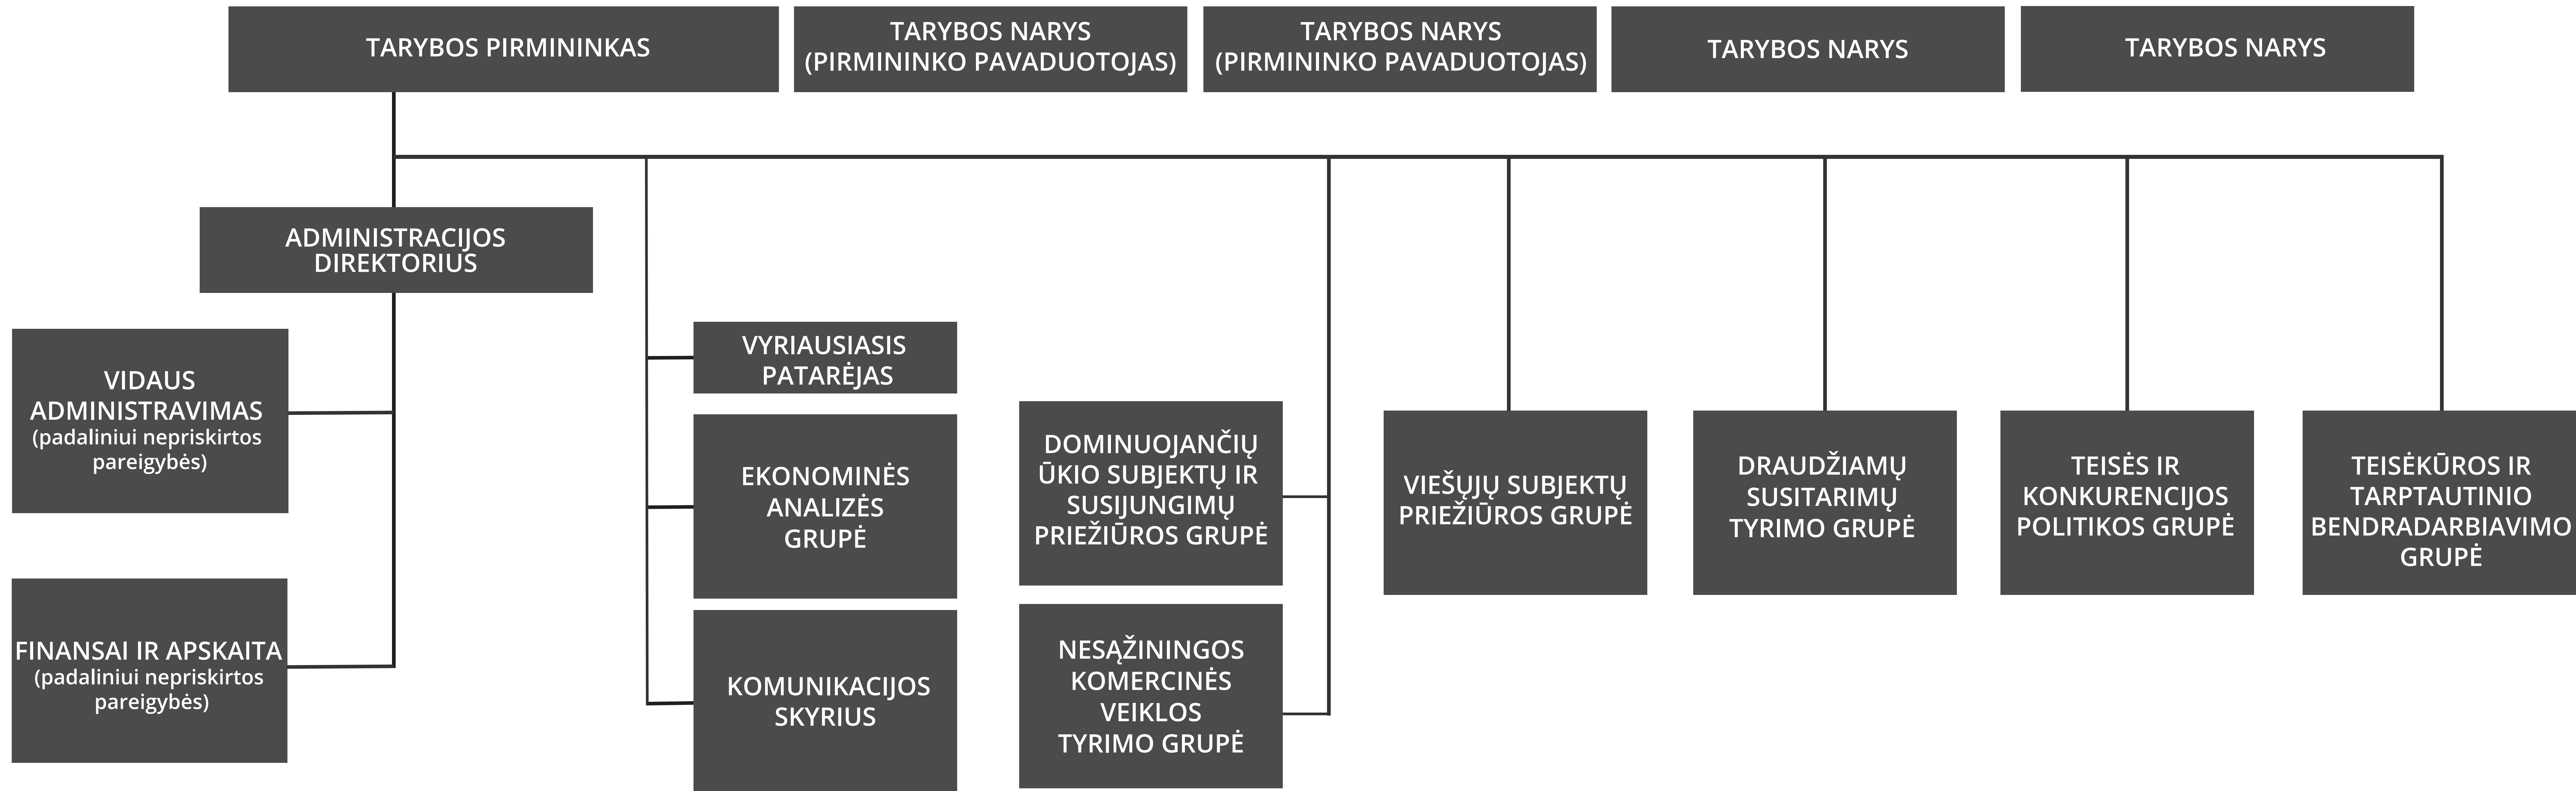 TARYBOS PIRMININKAS
TARYBOS NARYS
(PIRMININKO PAVADUOTOJAS)
TARYBOS NARYS
(PIRMININKO PAVADUOTOJAS)
TARYBOS NARYS
TARYBOS NARYS
ADMINISTRACIJOS
DIREKTORIUS
VIDAUS
ADMINISTRAVIMAS
(padaliniui nepriskirtos
pareigybės)
FINANSAI IR APSKAITA
(padaliniui nepriskirtos
pareigybės)
VYRIAUSIASIS
PATARĖJAS
EKONOMINĖS
ANALIZĖS
GRUPĖ
KOMUNIKACIJOS
SKYRIUS
DOMINUOJANČIŲ
ŪKIO SUBJEKTŲ IR
SUSIJUNGIMŲ
PRIEŽIŪROS GRUPĖ
NESĄŽININGOS
KOMERCINĖS
VEIKLOS
TYRIMO GRUPĖ
VIEŠŲJŲ SUBJEKTŲ
PRIEŽIŪROS GRUPĖ
DRAUDŽIAMŲ
SUSITARIMŲ
TYRIMO GRUPĖ
TEISĖS IR
KONKURENCIJOS
POLITIKOS GRUPĖ
TEISĖKŪROS IR
TARPTAUTINIO
BENDRADARBIAVIMO
GRUPĖ